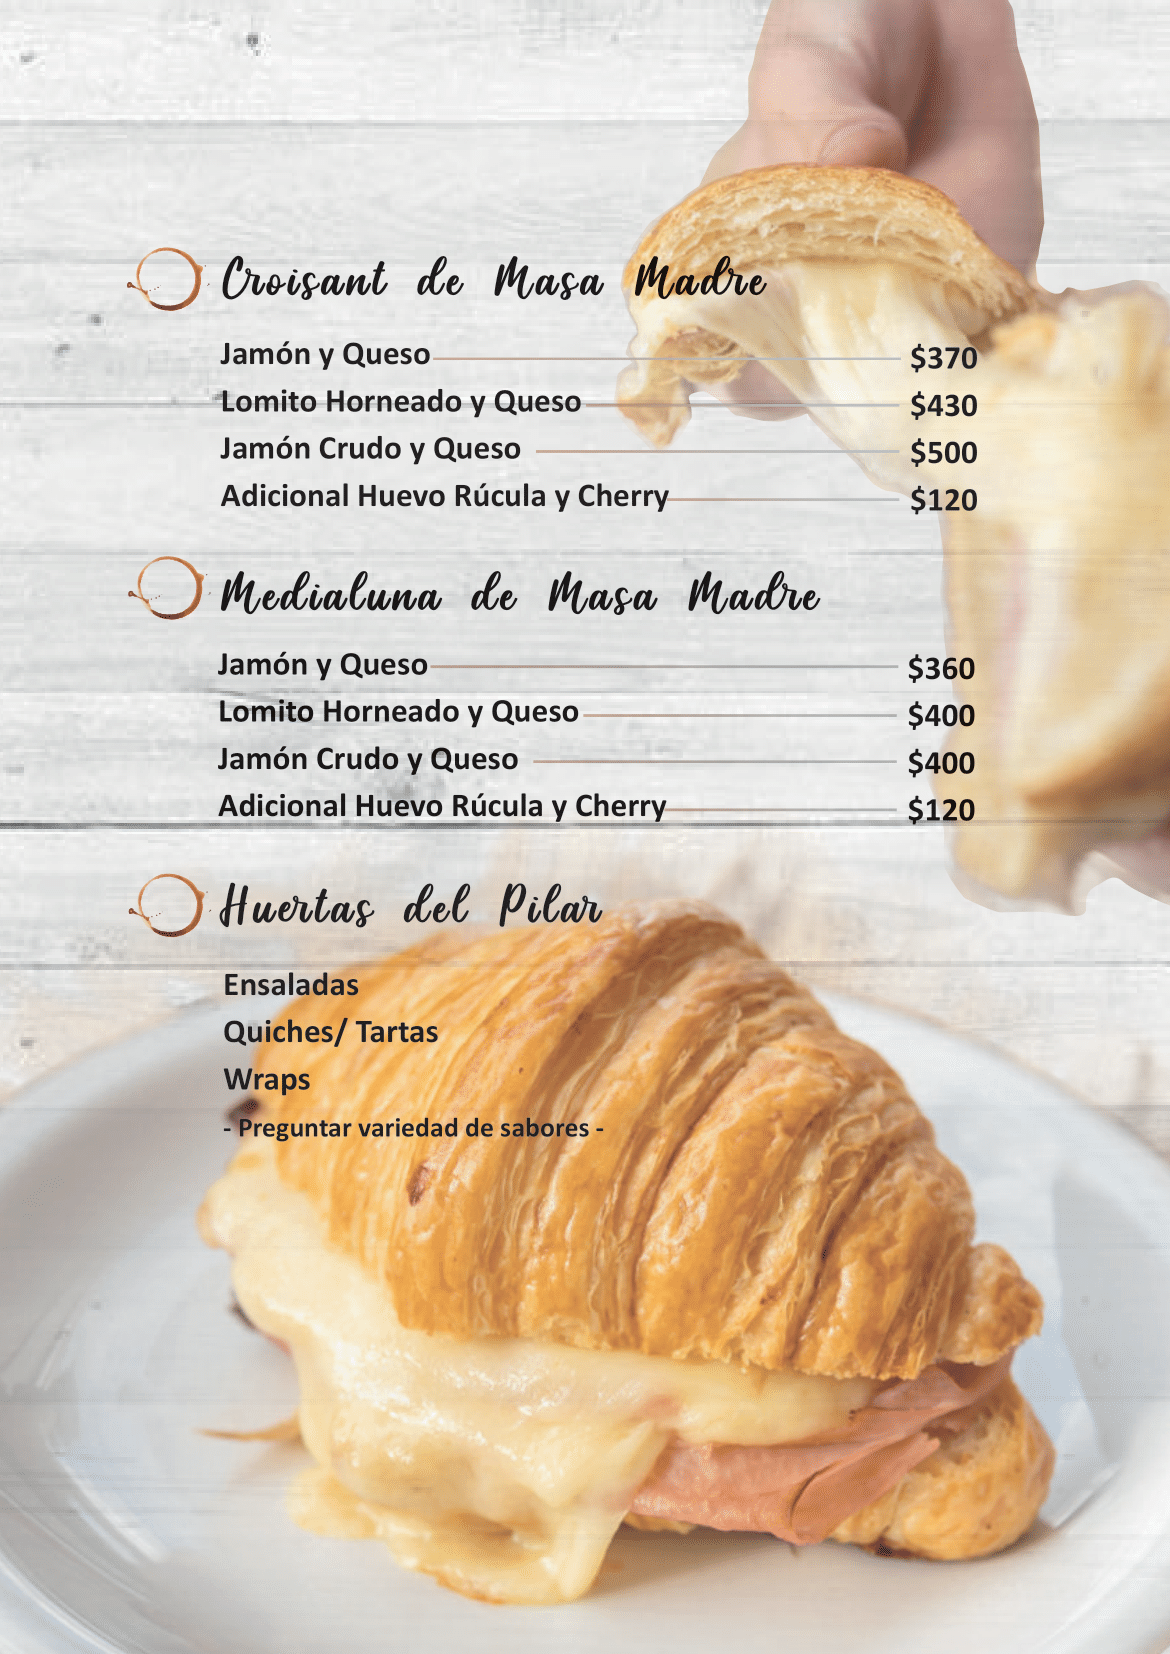 Croisant de Masa Madre
Jamón y Queso $370
Lomito Horneado y Queso $430
Jamón Crudo y Queso $500
Adicional Huevo Rúcula y Cherry $120
Medialuna de Masa Madre
Jamón y Queso $360
Lomito Horneado y Queso $400
Jamón Crudo y Queso $400
Adicional Huevo Rúcula y Cherry $120
Huertas del Pilar
Ensaladas
Quiches/ Tartas
Wraps
- Preguntar variedad de sabores -